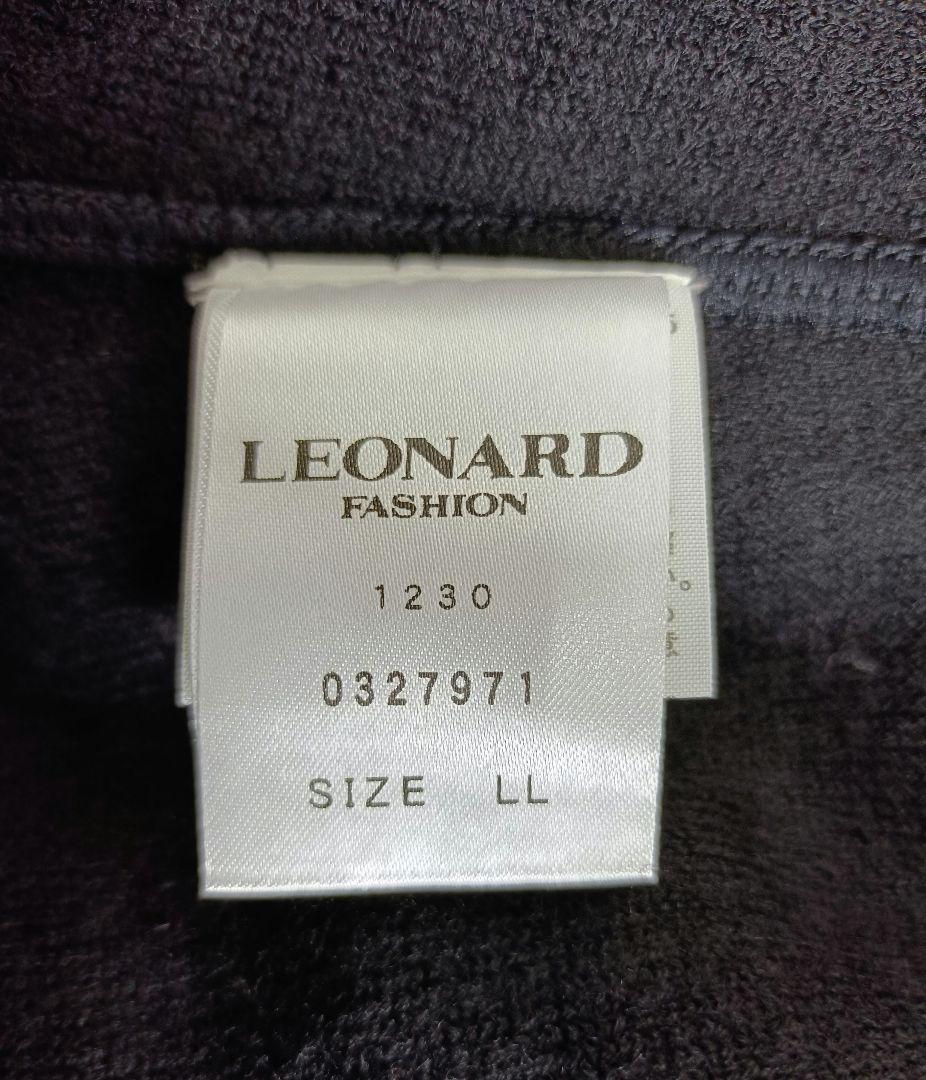 LEONARD
FASHION
1230
0327971
SIZE LL